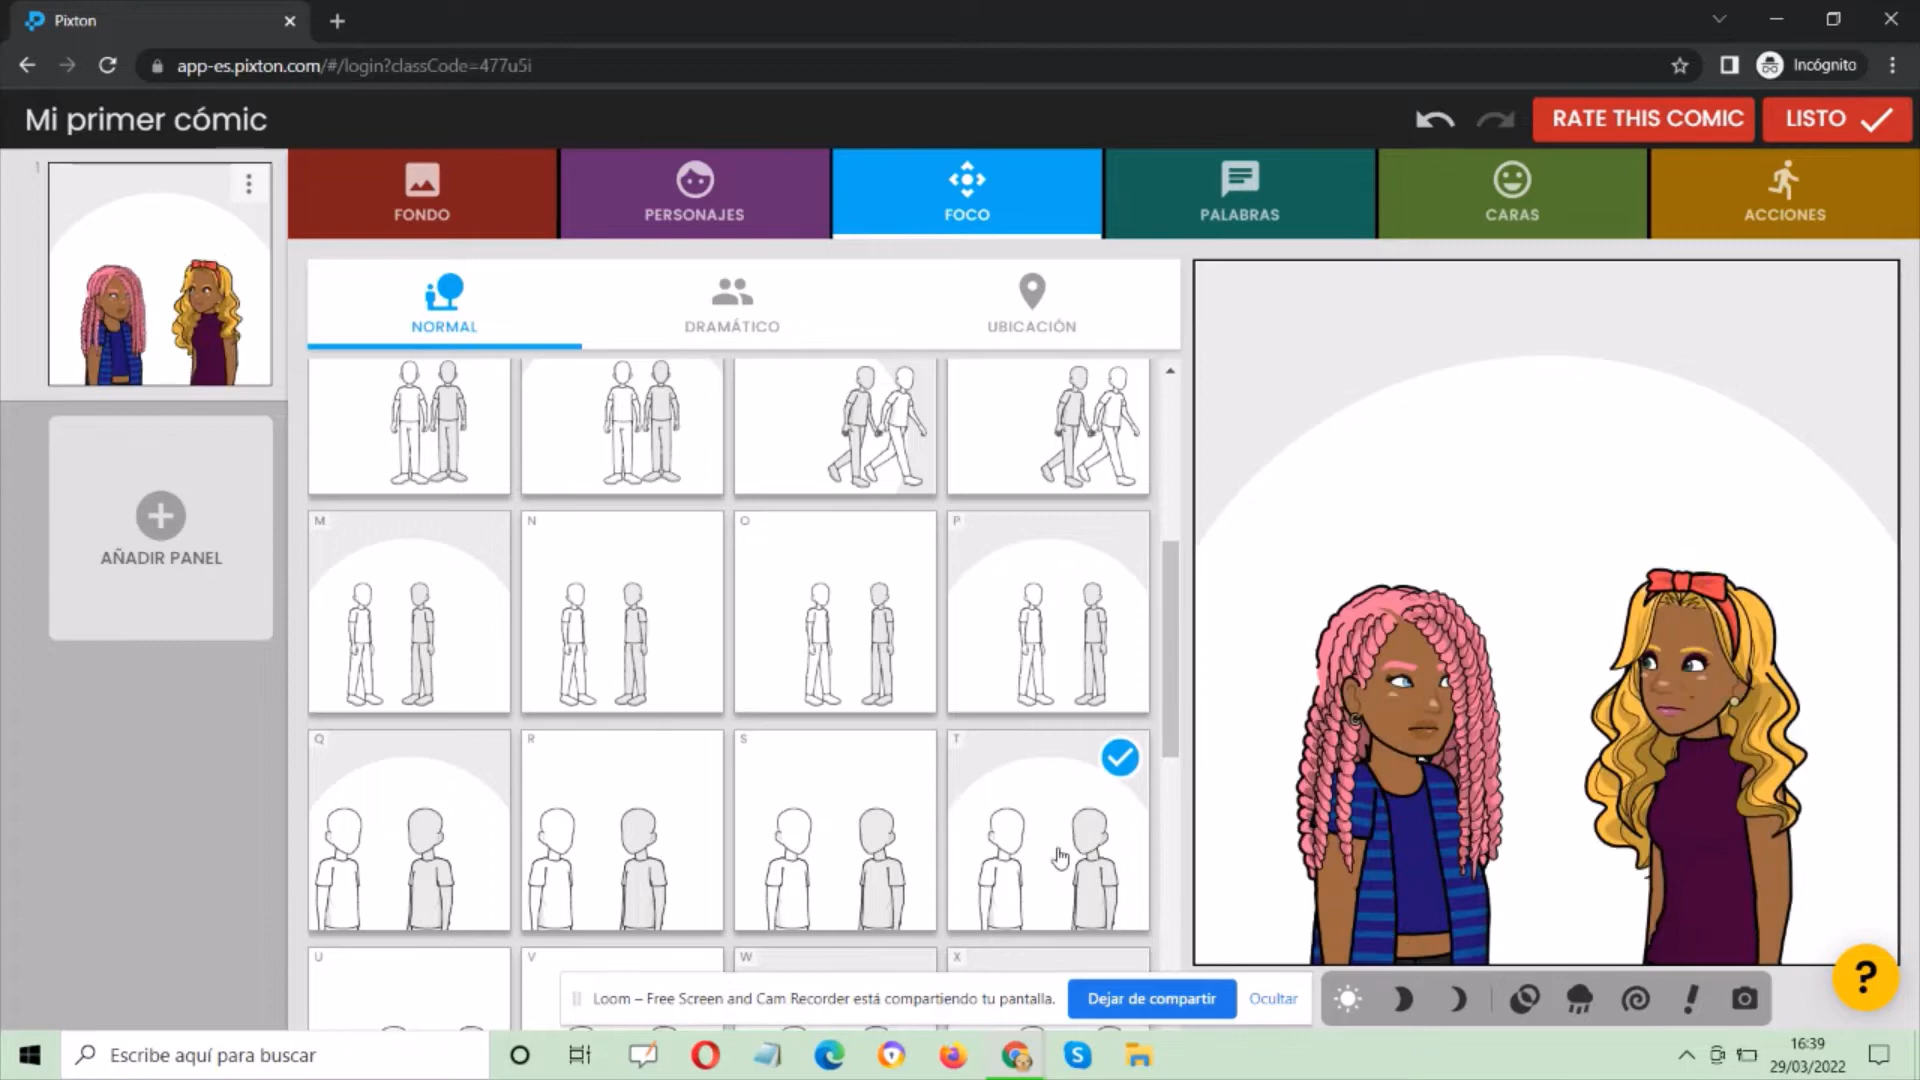 Pixton
app-es.pixton.com/#/login?classCode=477u5i
Incógnito
Mi primer cómic
RATE THIS COMIC
LISTO
1
FONDO
PERSONAJES
FOCO
PALABRAS
CARAS
ACCIONES
NORMAL
DRAMÁTICO
UBICACIÓN
AÑADIR PANEL
M
N
O
P
Q
R
S
T
U
V
W
X
Loom – Free Screen and Cam Recorder está compartiendo tu pantalla.
Dejar de compartir
Ocultar
?
Escribe aquí para buscar
16:39
29/03/2022